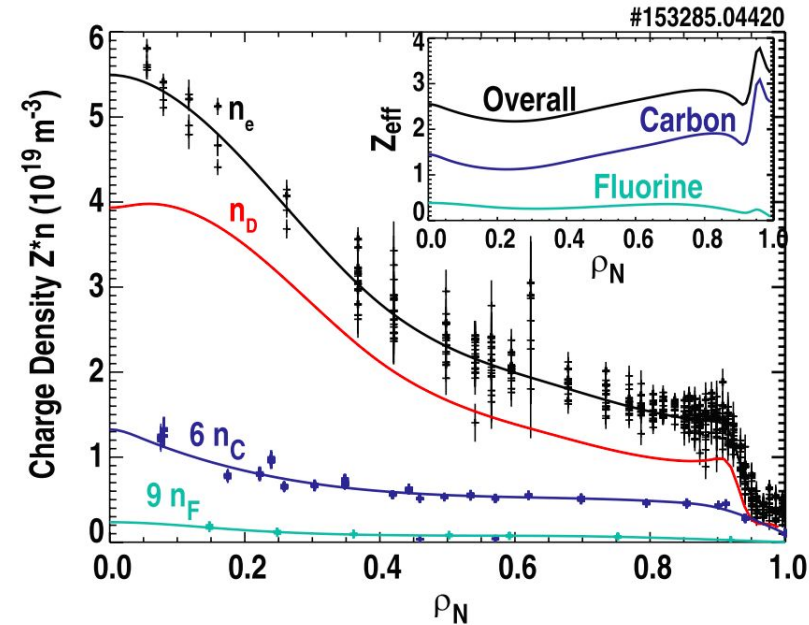 #153285.04420
6
5
4
3
2
1
0
Charge Density Z*n (10^19 m^-3)
n_e
n_D
6 n_C
9 n_F
0.0 0.2 0.4 0.6 0.8 1.0
ρ_N
4
3
2
1
0
Z_eff
Overall
Carbon
Fluorine
0.0 0.2 0.4 0.6 0.8 1.0
ρ_N